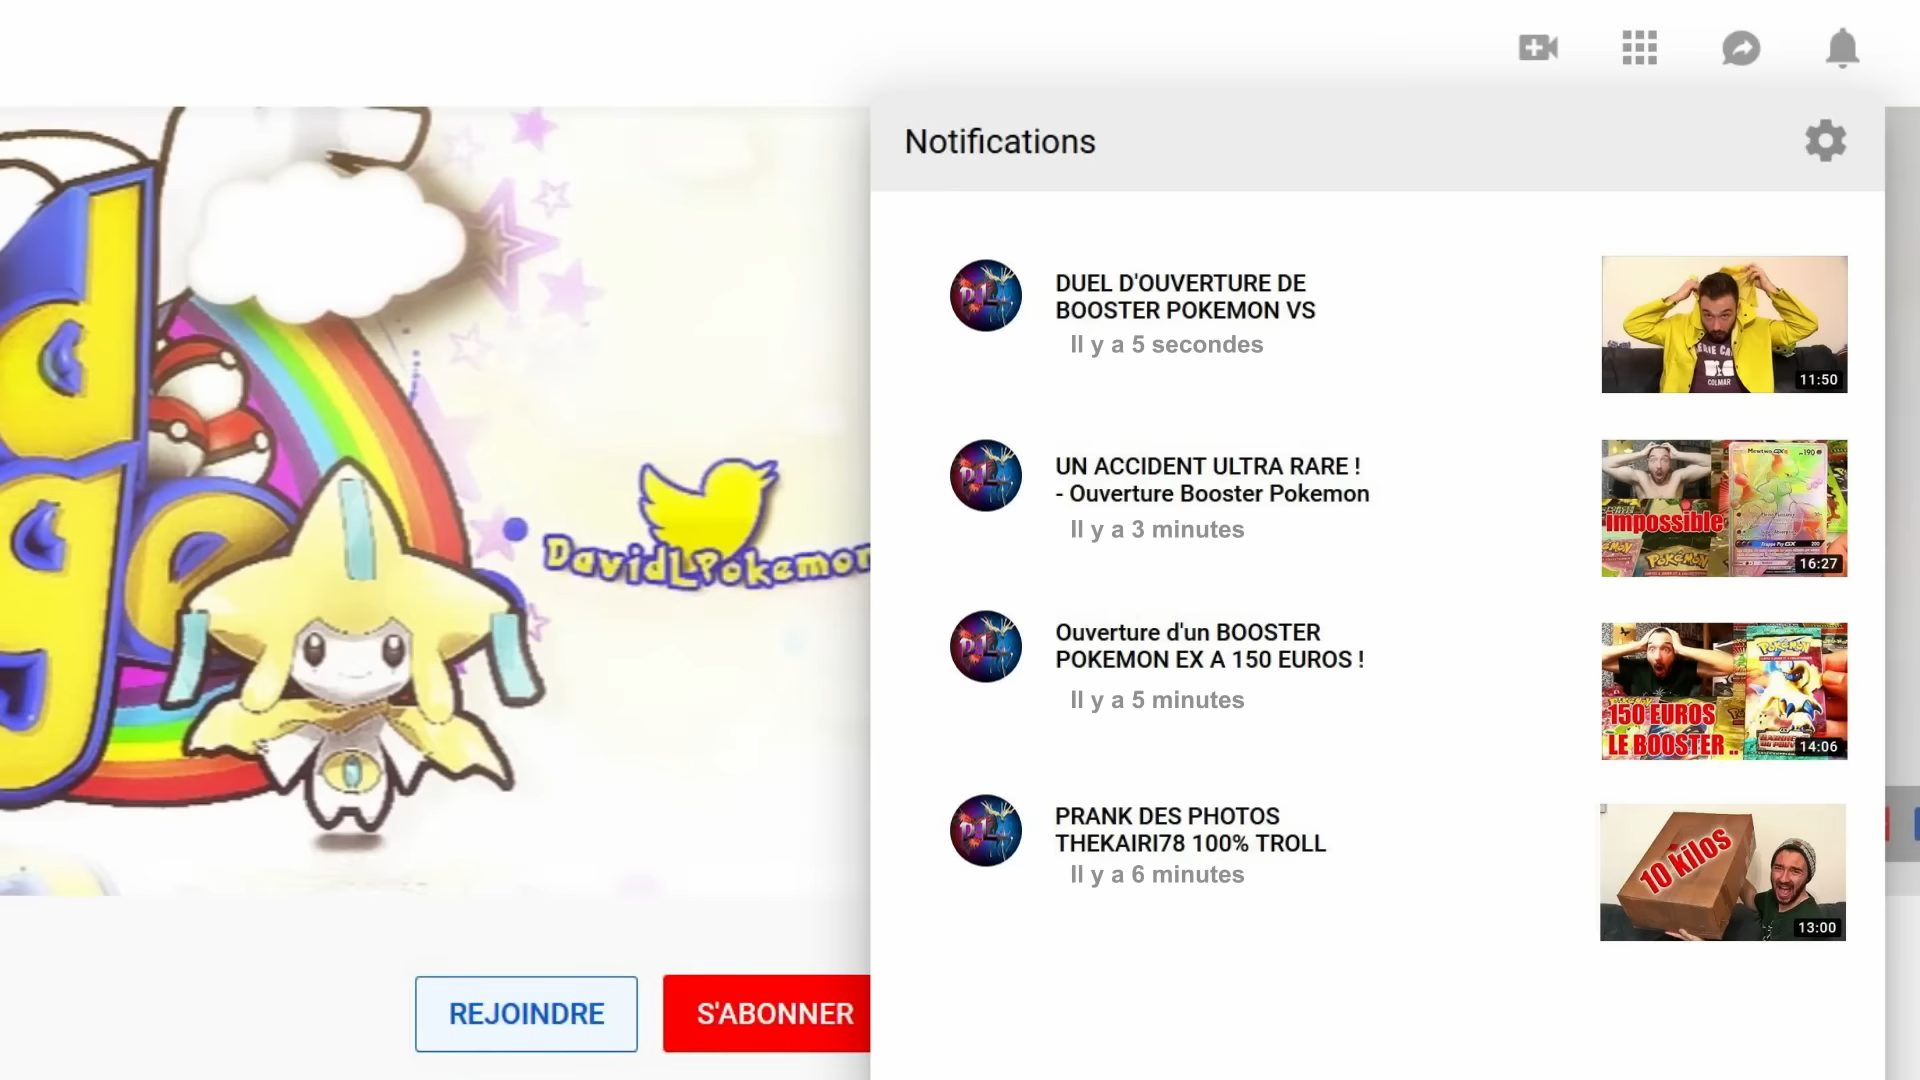 Notifications
DUEL D'OUVERTURE DE
BOOSTER POKEMON VS
Il y a 5 secondes
11:50
UN ACCIDENT ULTRA RARE !
- Ouverture Booster Pokemon
Il y a 3 minutes
impossible
16:27
Ouverture d'un BOOSTER
POKEMON EX A 150 EUROS !
Il y a 5 minutes
150 EUROS
LE BOOSTER ..
14:06
PRANK DES PHOTOS
THEKAIRI78 100% TROLL
Il y a 6 minutes
10 kilos
13:00
DavidLPokemon
REJOINDRE
S'ABONNER